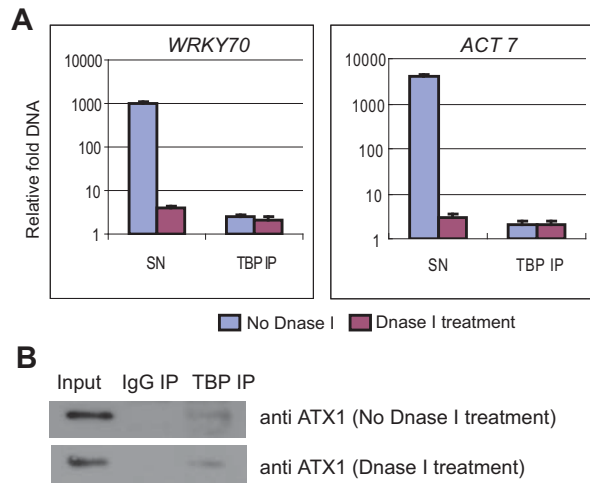 A
WRKY70
Relative fold DNA
10000
1000
100
10
1
SN
TBP IP
ACT 7
10000
1000
100
10
1
SN
TBP IP
No Dnase I
Dnase I treatment
B
Input IgG IP TBP IP
anti ATX1 (No Dnase I treatment)
anti ATX1 (Dnase I treatment)